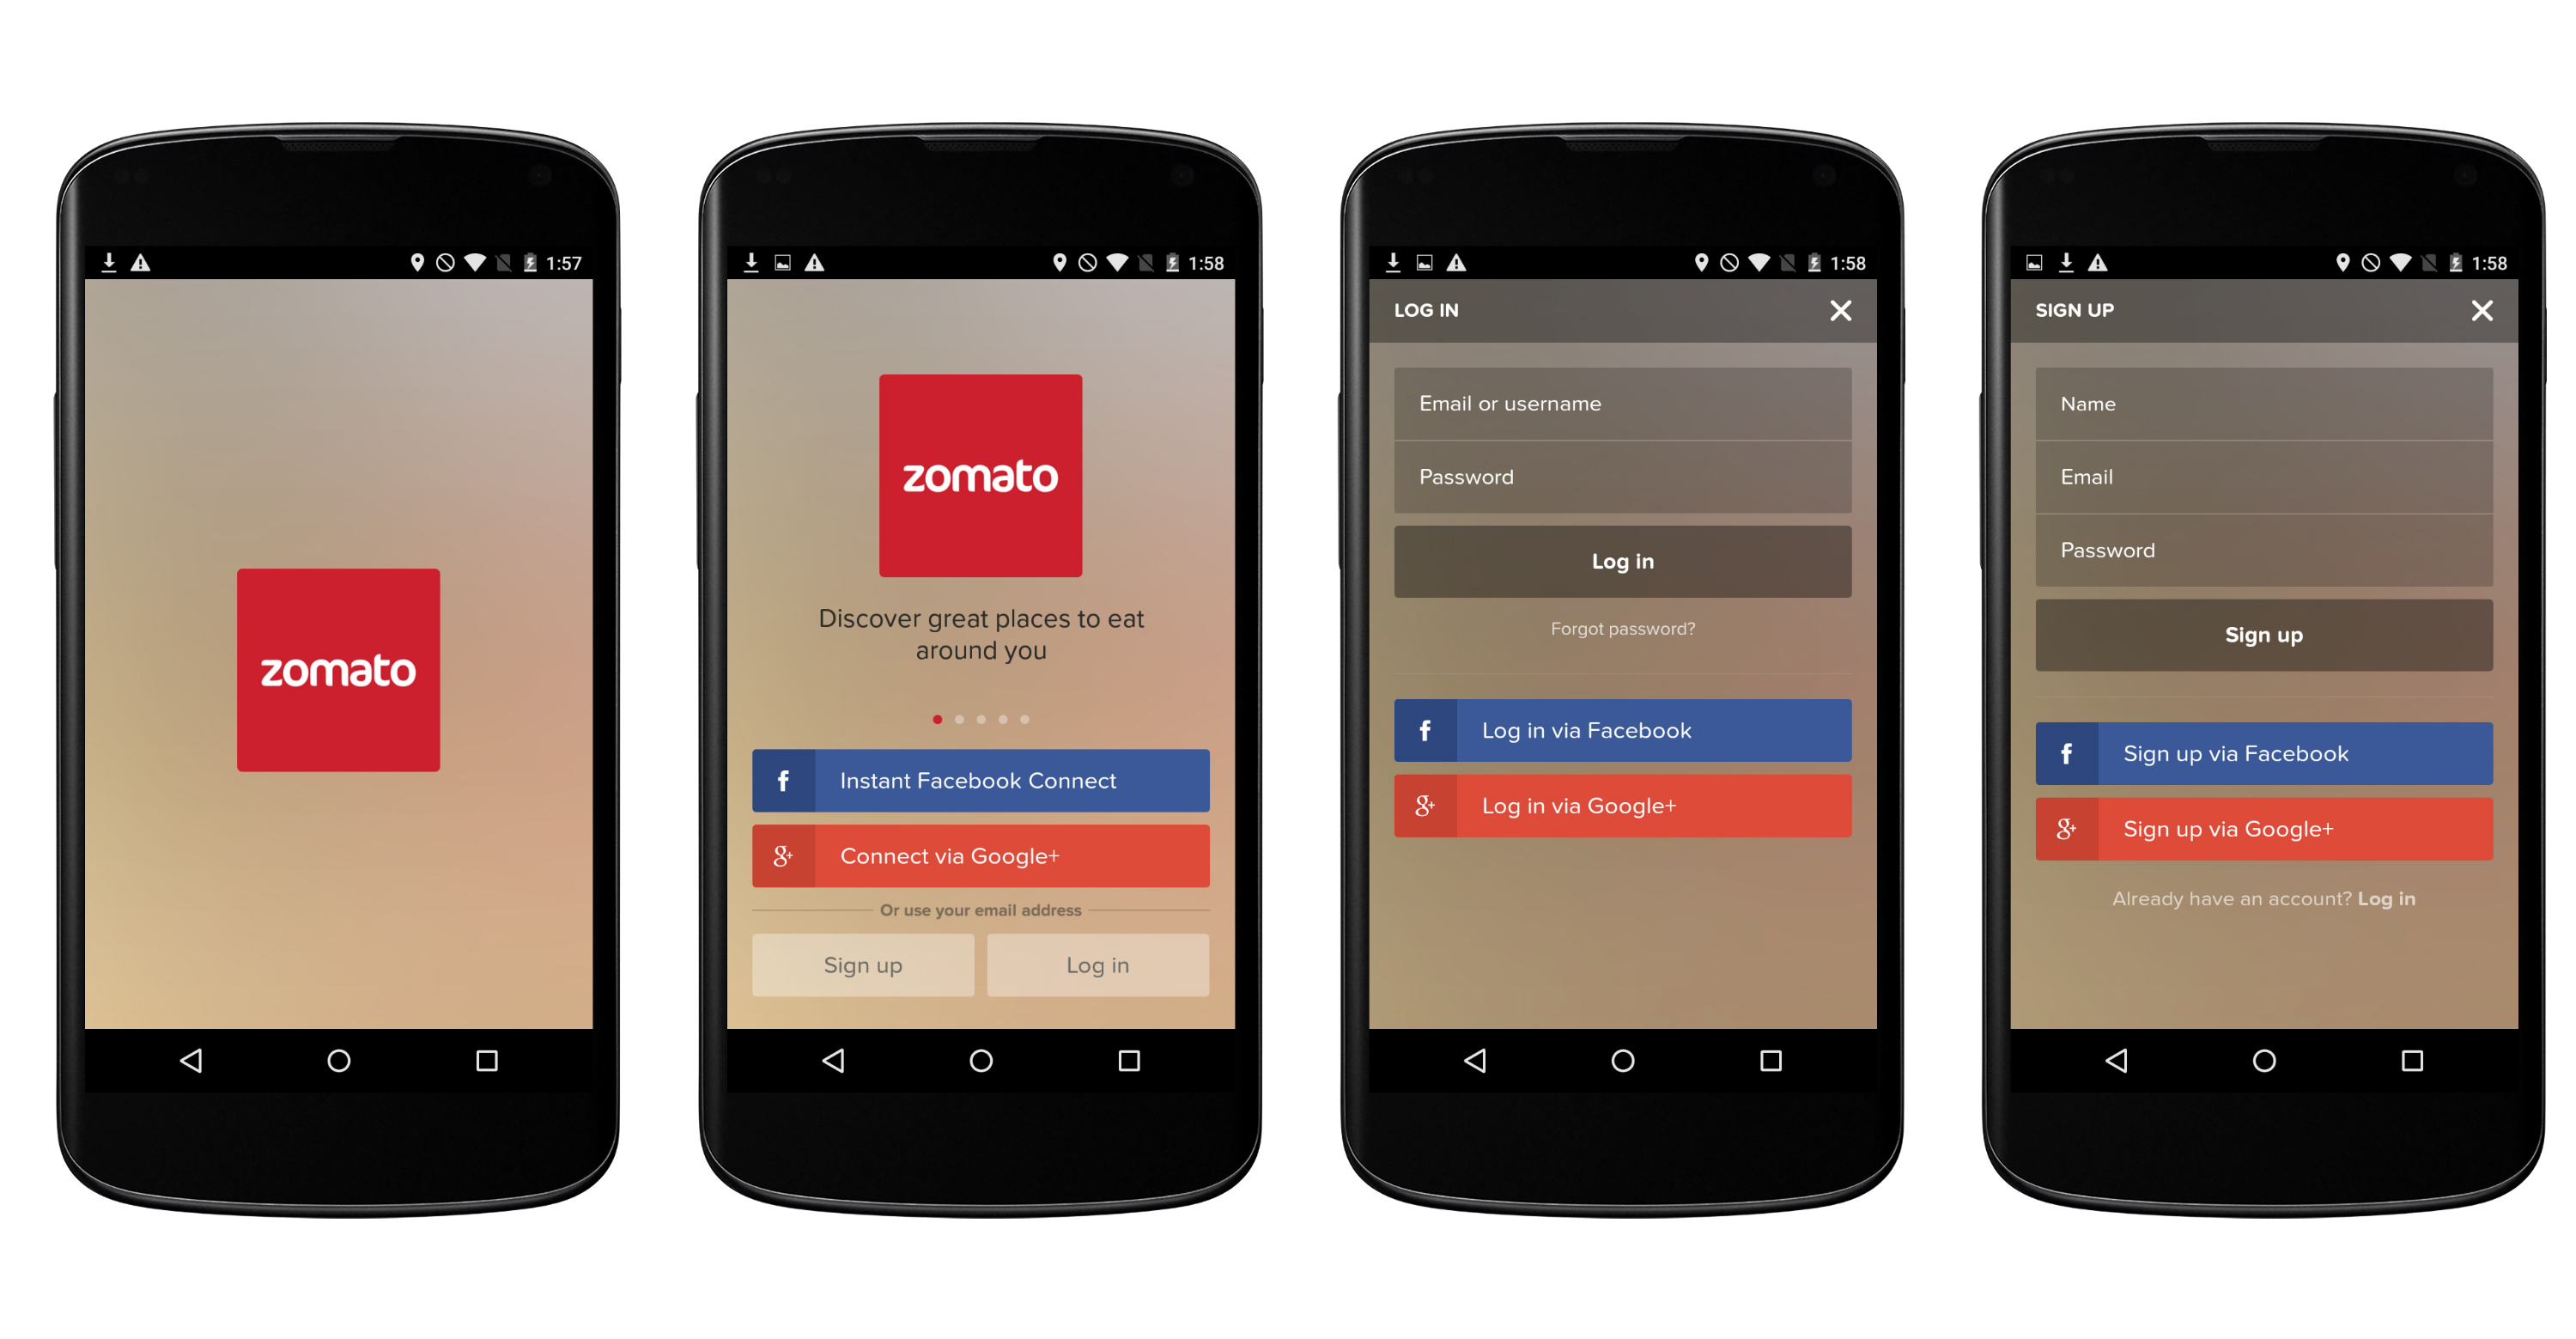 1:57
zomato
1:58
zomato
Discover great places to eat
around you
f Instant Facebook Connect
g+ Connect via Google+
Or use your email address
Sign up Log in
1:58
LOG IN
Email or username
Password
Log in
Forgot password?
f Log in via Facebook
g+ Log in via Google+
1:58
SIGN UP
Name
Email
Password
Sign up
f Sign up via Facebook
g+ Sign up via Google+
Already have an account? Log in